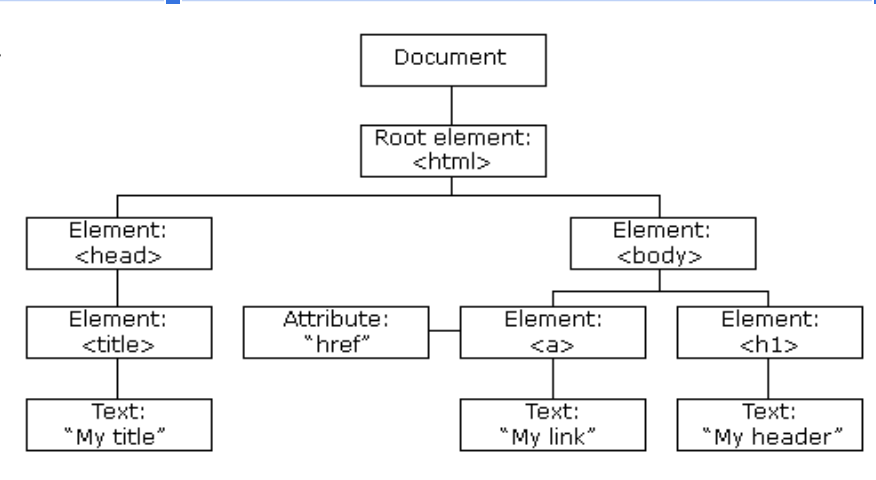 Document
Root element:
<html>
Element:
<head>
Element:
<body>
Element:
<title>
Attribute:
“href”
Element:
<a>
Element:
<h1>
Text:
“My title”
Text:
“My link”
Text:
“My header”